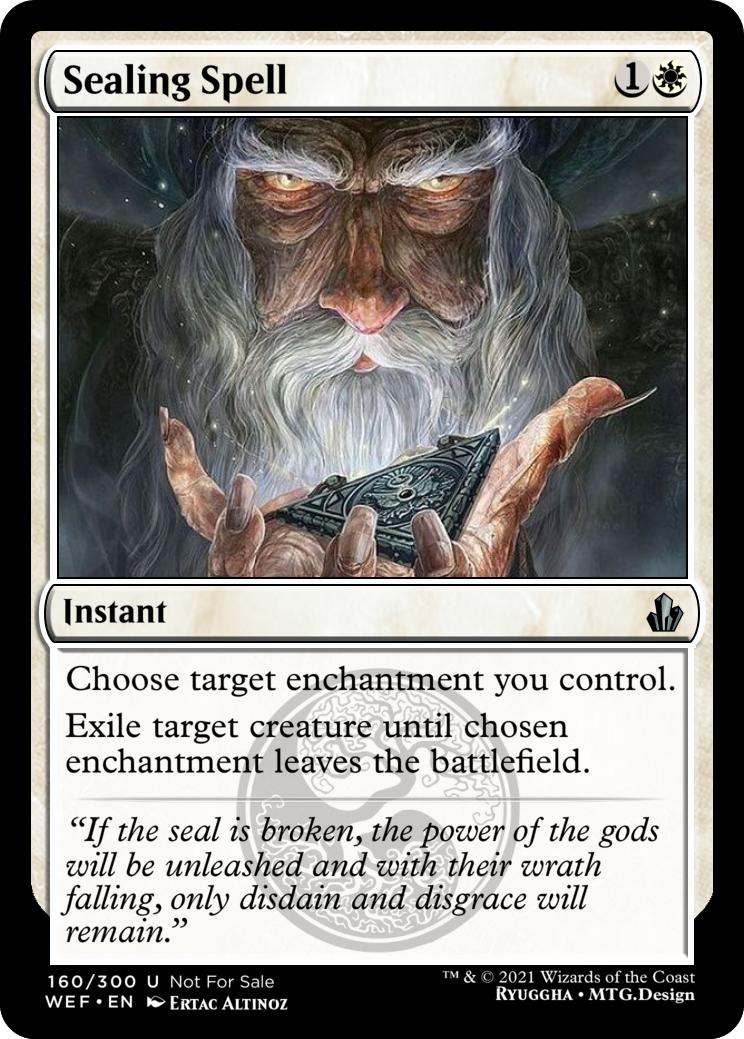 Sealing Spell 1
Instant
Choose target enchantment you control.
Exile target creature until chosen
enchantment leaves the battlefield.
“If the seal is broken, the power of the gods
will be unleashed and with their wrath
falling, only disdain and disgrace will
remain.”
160/300 U Not For Sale
WEF • EN Ertac Altinoz
™ & © 2021 Wizards of the Coast
Ryuggha • MTG.Design